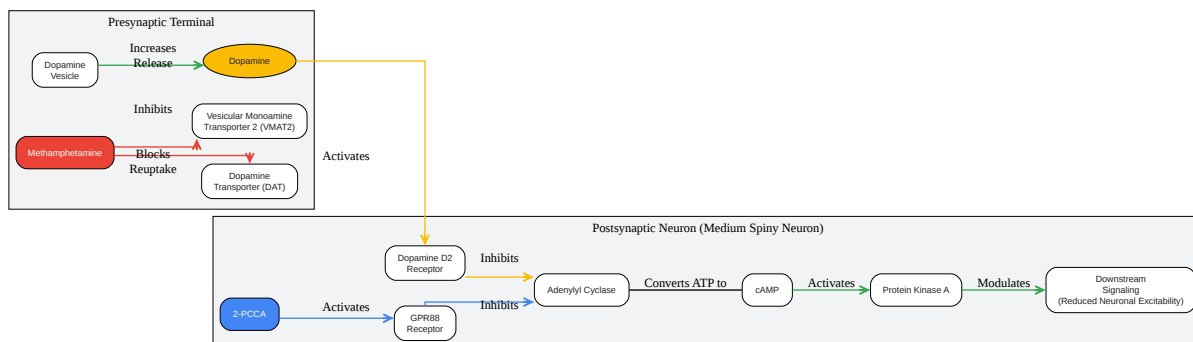 Presynaptic Terminal
Increases
Release
Dopamine
Vesicle
Dopamine
Inhibits
Vesicular Monoamine
Transporter 2 (VMAT2)
Methamphetamine
Blocks
Reuptake
Dopamine
Transporter (DAT)
Activates
Postsynaptic Neuron (Medium Spiny Neuron)
Dopamine D2
Receptor
Inhibits
Adenylyl Cyclase
Converts ATP to
cAMP
Activates
Protein Kinase A
Modulates
Downstream
Signaling
(Reduced Neuronal Excitability)
2-PCCA
Activates
GPR88
Receptor
Inhibits